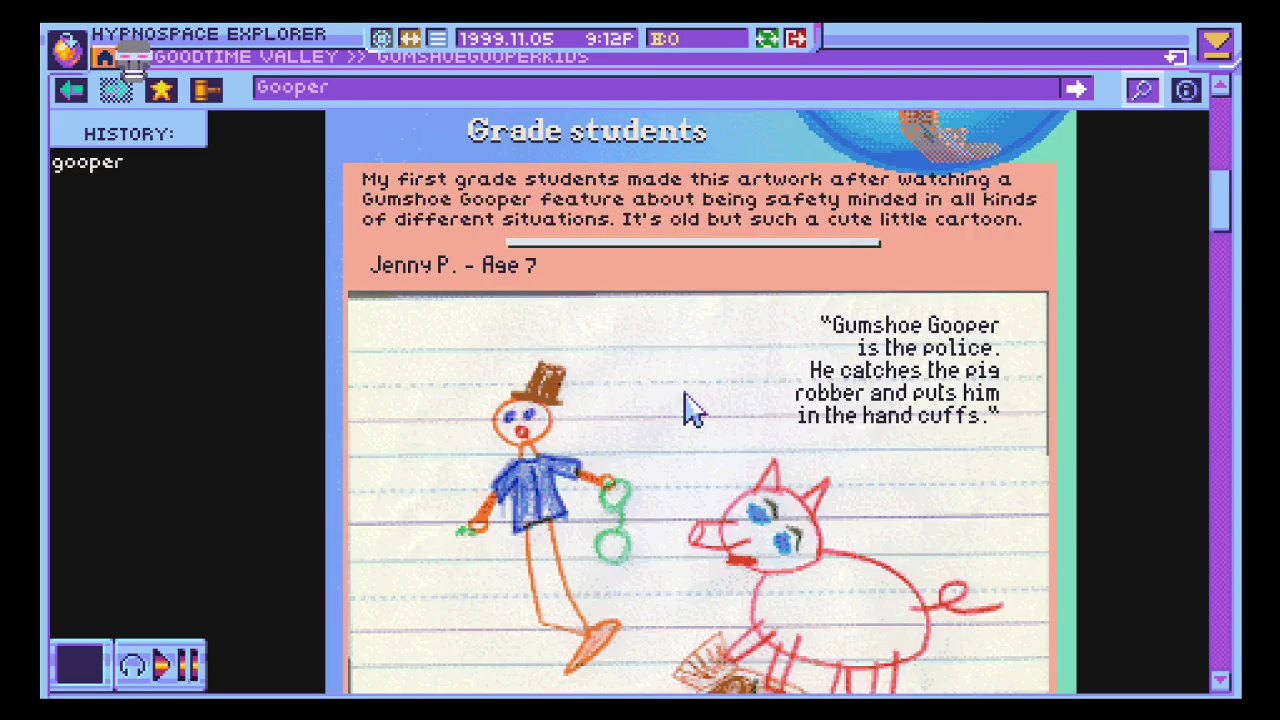 HYPNOSPACE EXPLORER
1999.11.05 9:12P
:0
GOODTIME VALLEY >> GUMSHOEGOOPERKIDS
Gooper
HISTORY:
gooper
Grade students
My first grade students made this artwork after watching a
Gumshoe Gooper feature about being safety minded in all kinds
of different situations. It's old but such a cute little cartoon.
Jenny P. - Age 7
"Gumshoe Gooper
is the police.
He catches the pig
robber and puts him
in the hand cuffs."